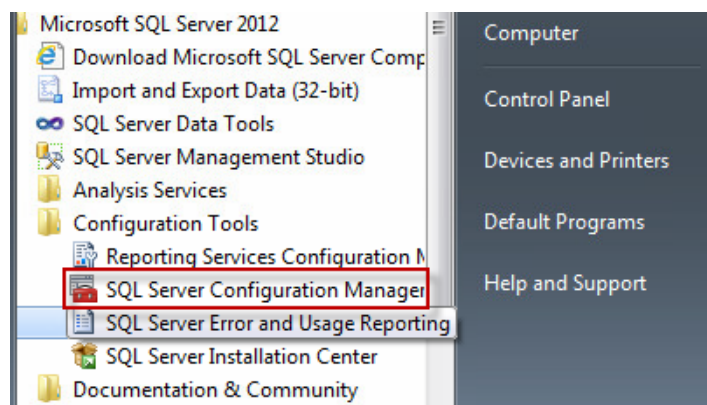 Microsoft SQL Server 2012
Download Microsoft SQL Server Comp
Import and Export Data (32-bit)
SQL Server Data Tools
SQL Server Management Studio
Analysis Services
Configuration Tools
Reporting Services Configuration M
SQL Server Configuration Manager
SQL Server Error and Usage Reporting
SQL Server Installation Center
Documentation & Community
Computer
Control Panel
Devices and Printers
Default Programs
Help and Support